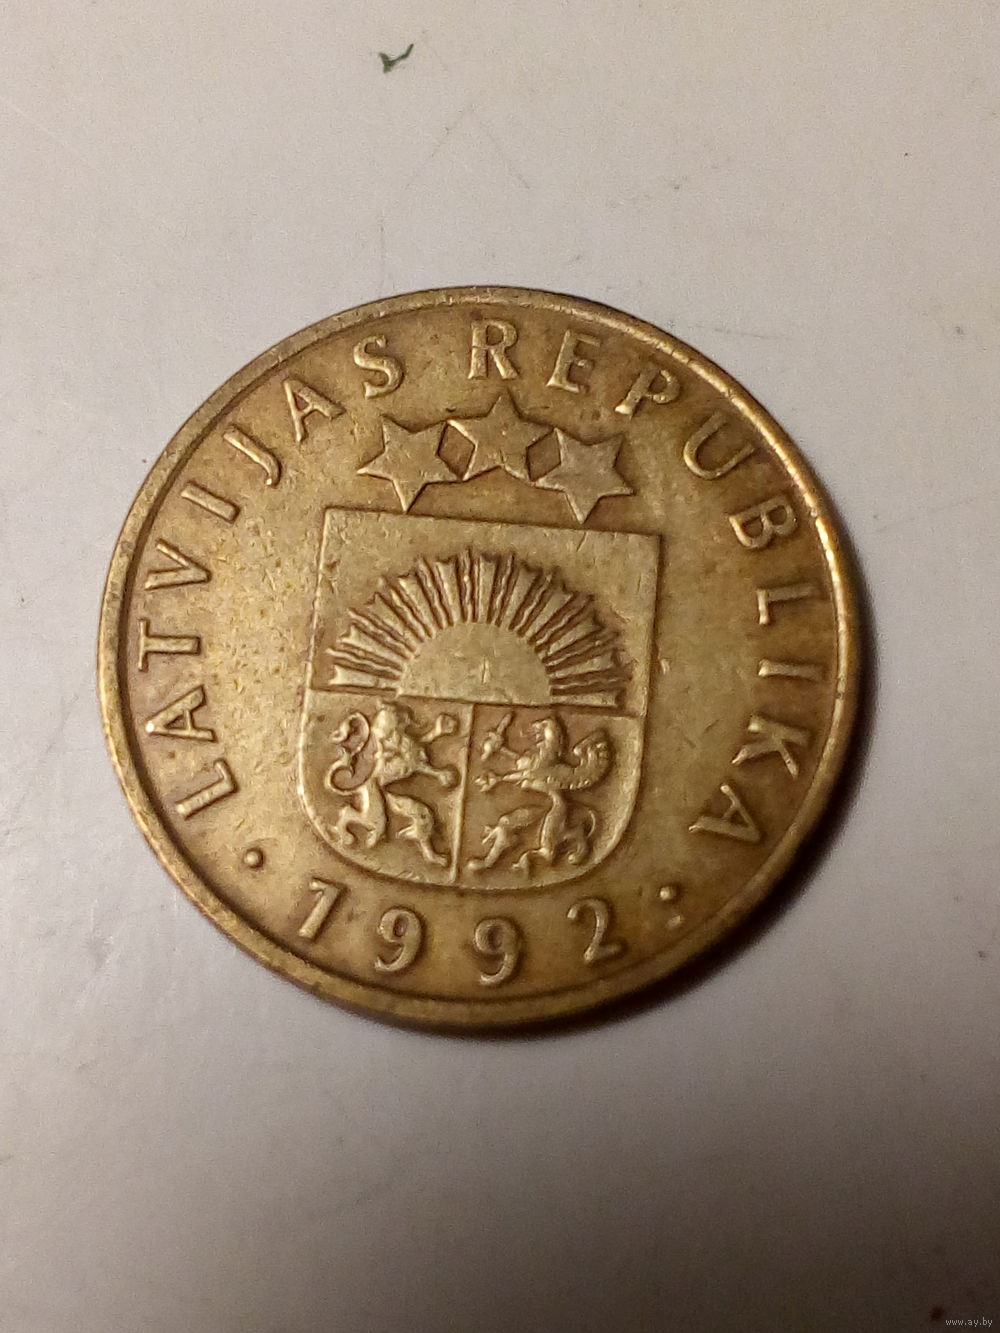 LATVIJAS REPUBLIKA
· 1992 :
www.ay.by